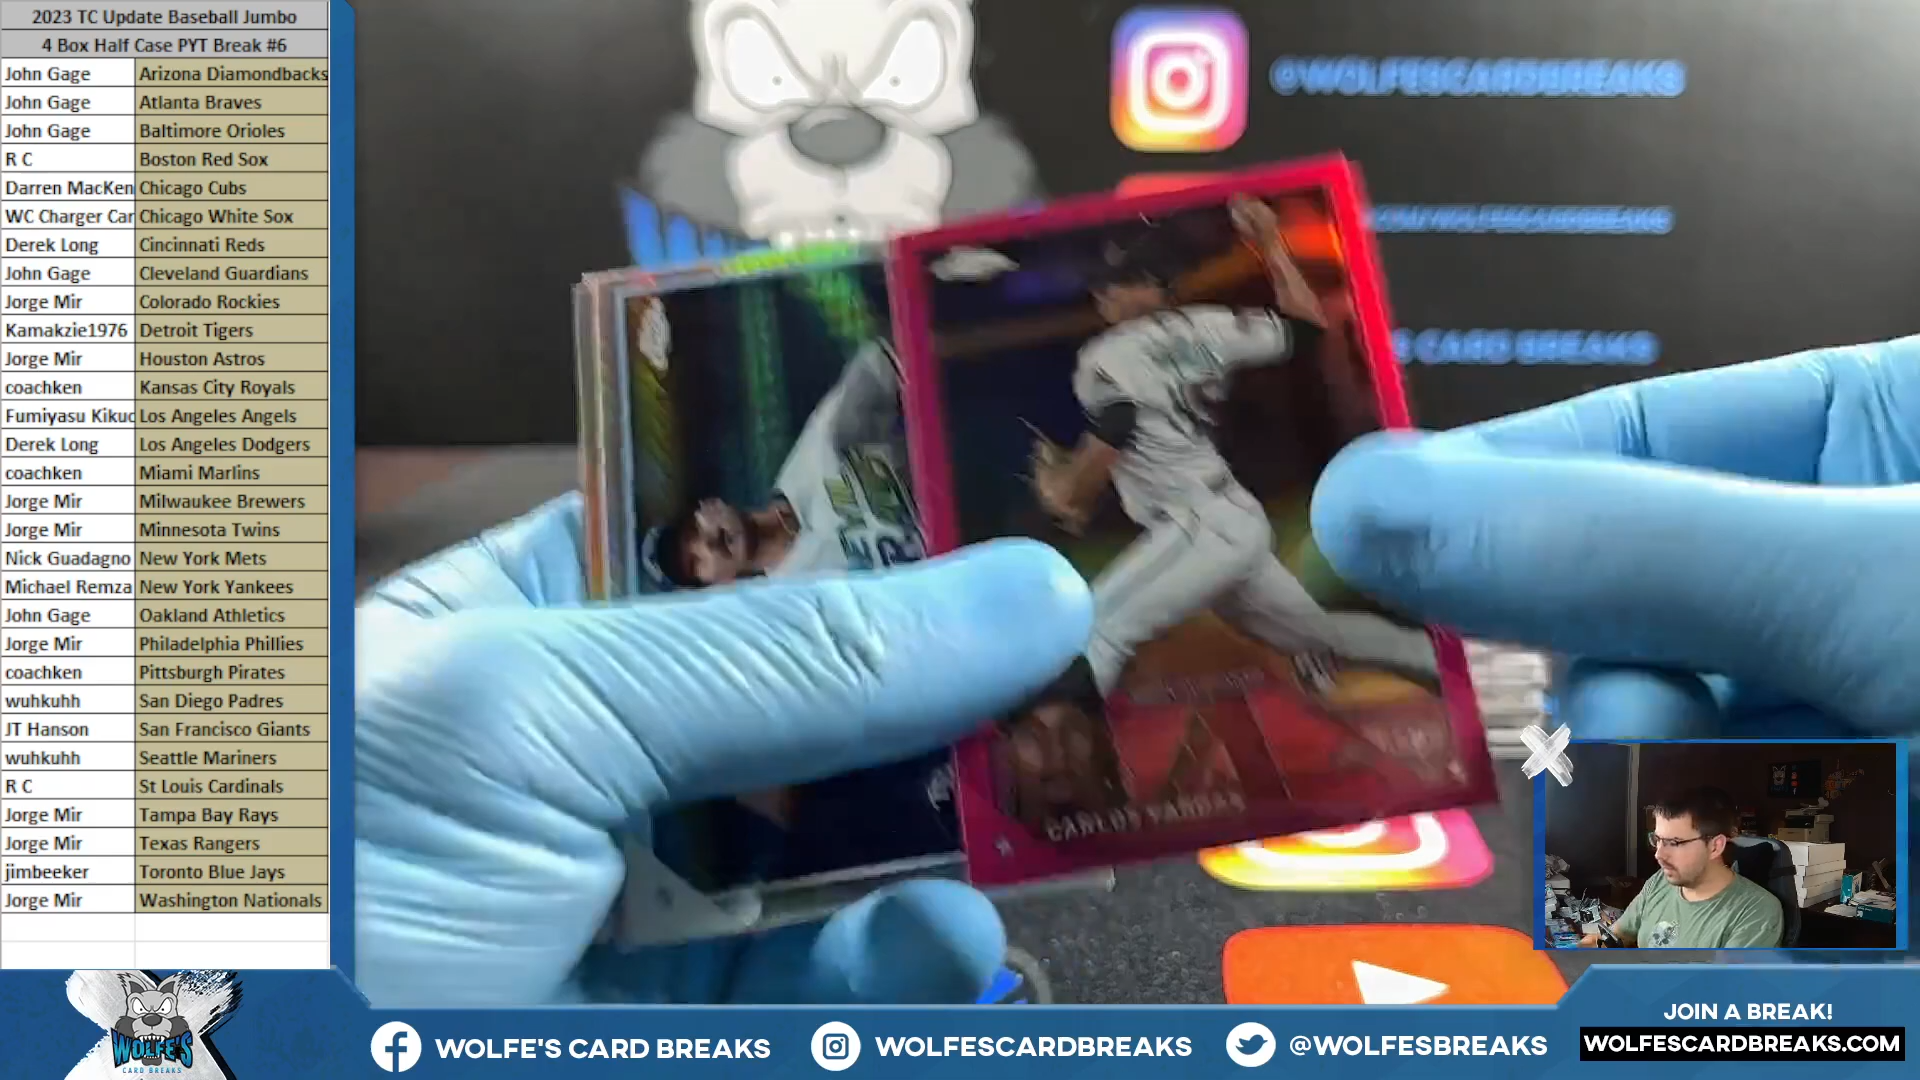 2023 TC Update Baseball Jumbo
4 Box Half Case PYT Break #6
John Gage Arizona Diamondbacks
John Gage Atlanta Braves
John Gage Baltimore Orioles
R C Boston Red Sox
Darren MacKen Chicago Cubs
WC Charger Car Chicago White Sox
Derek Long Cincinnati Reds
John Gage Cleveland Guardians
Jorge Mir Colorado Rockies
Kamakzie1976 Detroit Tigers
Jorge Mir Houston Astros
coachken Kansas City Royals
Fumiyasu Kikuc Los Angeles Angels
Derek Long Los Angeles Dodgers
coachken Miami Marlins
Jorge Mir Milwaukee Brewers
Jorge Mir Minnesota Twins
Nick Guadagno New York Mets
Michael Remza New York Yankees
John Gage Oakland Athletics
Jorge Mir Philadelphia Phillies
coachken Pittsburgh Pirates
wuhkuhh San Diego Padres
JT Hanson San Francisco Giants
wuhkuhh Seattle Mariners
R C St Louis Cardinals
Jorge Mir Tampa Bay Rays
Jorge Mir Texas Rangers
jimbeeker Toronto Blue Jays
Jorge Mir Washington Nationals
@WOLFESCARDBREAKS
.COM/WOLFESCARDBREAKS
S CARD BREAKS
CARLOS VARGAS
WOLFE'S
CARD BREAKS
WOLFE'S CARD BREAKS
WOLFESCARDBREAKS
@WOLFESBREAKS
JOIN A BREAK!
WOLFESCARDBREAKS.COM